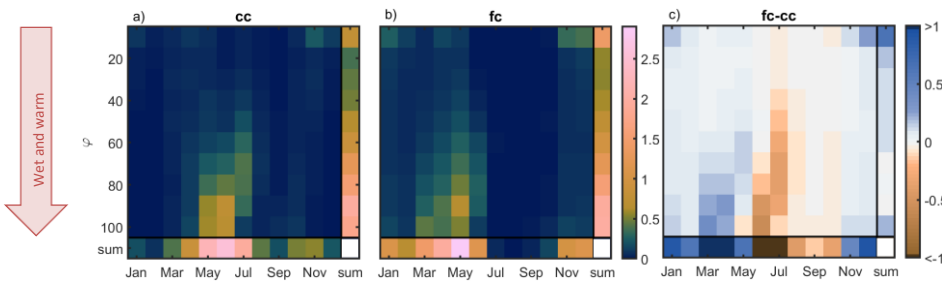 a) cc
b) fc
c) fc-cc
Wet and warm
φ
20
40
60
80
100
sum
Jan Mar May Jul Sep Nov sum
Jan Mar May Jul Sep Nov sum
Jan Mar May Jul Sep Nov sum
2.5
2
1.5
1
0.5
0
>1
0.5
0
-0.5
<-1